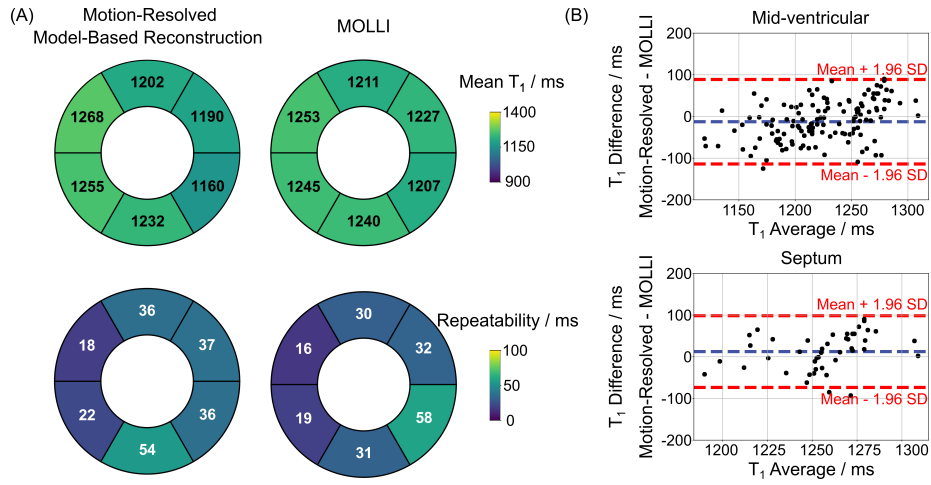 (A)
Motion-Resolved
Model-Based Reconstruction
MOLLI
1202
1268
1190
1255
1160
1232
1211
1253
1227
1245
1207
1240
Mean T₁ / ms
1400
1150
900
36
18
37
22
36
54
30
16
32
19
58
31
Repeatability / ms
100
50
0
(B)
Mid-ventricular
T₁ Difference / ms
Motion-Resolved - MOLLI
200
100
0
-100
-200
Mean + 1.96 SD
Mean - 1.96 SD
1150
1200
1250
1300
T₁ Average / ms
Septum
T₁ Difference / ms
Motion-Resolved - MOLLI
200
100
0
-100
-200
Mean + 1.96 SD
Mean - 1.96 SD
1200
1225
1250
1275
1300
T₁ Average / ms